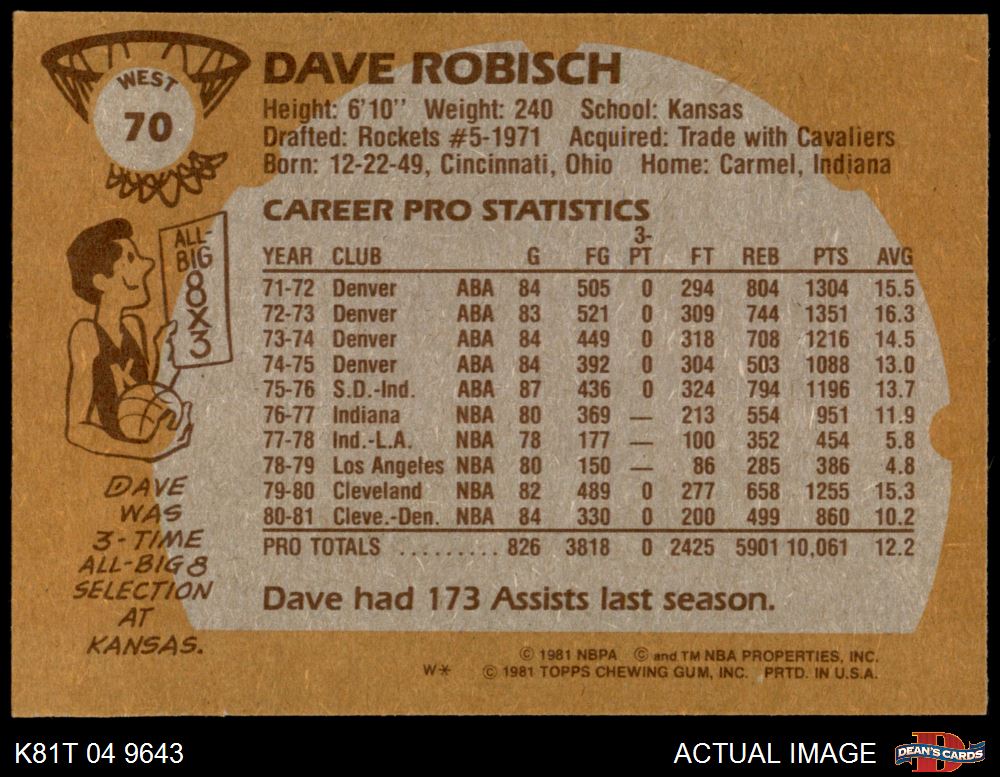 WEST
70
DAVE ROBISCH
Height: 6'10'' Weight: 240 School: Kansas
Drafted: Rockets #5-1971 Acquired: Trade with Cavaliers
Born: 12-22-49, Cincinnati, Ohio Home: Carmel, Indiana
CAREER PRO STATISTICS
YEAR CLUB G FG 3-PT FT REB PTS AVG
71-72 Denver ABA 84 505 0 294 804 1304 15.5
72-73 Denver ABA 83 521 0 309 744 1351 16.3
73-74 Denver ABA 84 449 0 318 708 1216 14.5
74-75 Denver ABA 84 392 0 304 503 1088 13.0
75-76 S.D.-Ind. ABA 87 436 0 324 794 1196 13.7
76-77 Indiana NBA 80 369 — 213 554 951 11.9
77-78 Ind.-L.A. NBA 78 177 — 100 352 454 5.8
78-79 Los Angeles NBA 80 150 — 86 285 386 4.8
79-80 Cleveland NBA 82 489 0 277 658 1255 15.3
80-81 Cleve.-Den. NBA 84 330 0 200 499 860 10.2
PRO TOTALS ......... 826 3818 0 2425 5901 10,061 12.2
Dave had 173 Assists last season.
ALL-
BIG
8
X
3
K
DAVE
WAS
3-TIME
ALL-BIG 8
SELECTION
AT
KANSAS.
© 1981 NBPA © and TM NBA PROPERTIES, INC.
W* © 1981 TOPPS CHEWING GUM, INC. PRTD. IN U.S.A.
K81T 04 9643
ACTUAL IMAGE
D
DEAN'S CARDS